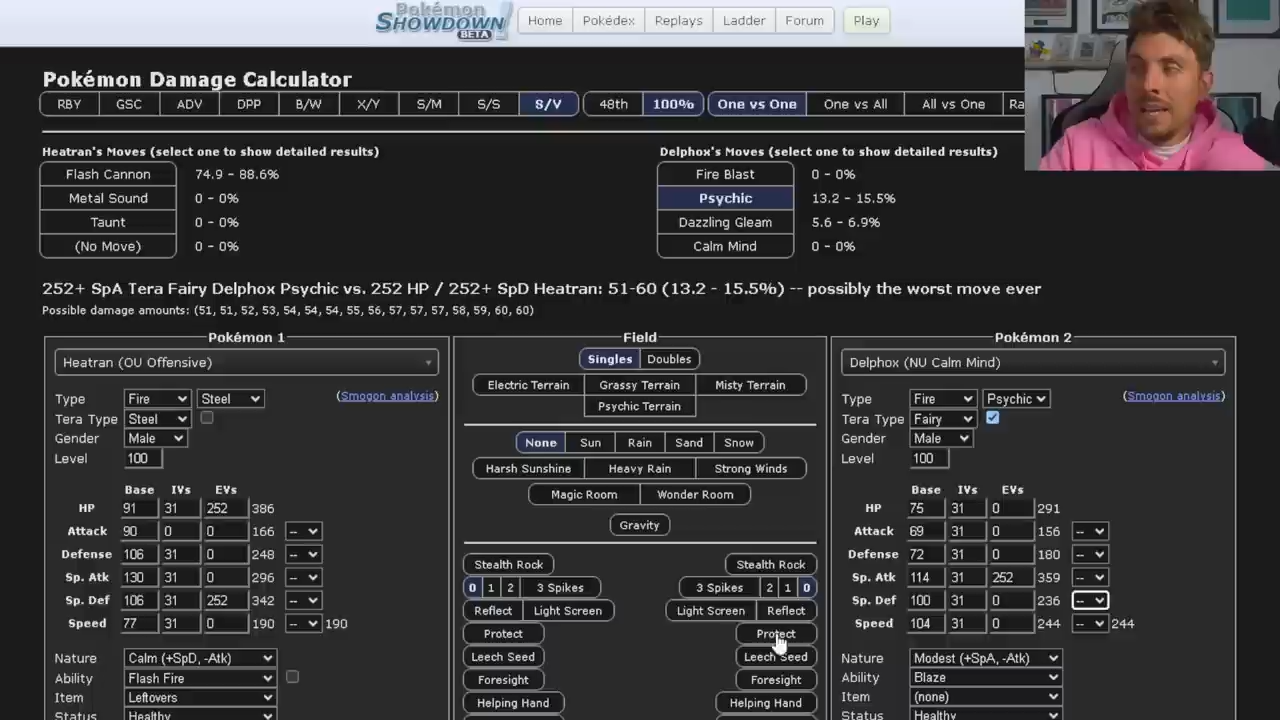 Pokémon
SHOWDOWN!
BETA
Home Pokédex Replays Ladder Forum Play
Pokémon Damage Calculator
RBY GSC ADV DPP B/W X/Y S/M S/S S/V 48th 100% One vs One One vs All All vs One Ra
Heatran's Moves (select one to show detailed results)
Flash Cannon 74.9 - 88.6%
Metal Sound 0 - 0%
Taunt 0 - 0%
(No Move) 0 - 0%
Delphox's Moves (select one to show detailed results)
Fire Blast 0 - 0%
Psychic 13.2 - 15.5%
Dazzling Gleam 5.6 - 6.9%
Calm Mind 0 - 0%
252+ SpA Tera Fairy Delphox Psychic vs. 252 HP / 252+ SpD Heatran: 51-60 (13.2 - 15.5%) -- possibly the worst move ever
Possible damage amounts: (51, 51, 52, 53, 54, 54, 54, 55, 56, 57, 57, 57, 58, 59, 60, 60)
Pokémon 1
Heatran (OU Offensive)
Type Fire Steel (Smogon analysis)
Tera Type Steel
Gender Male
Level 100
Base IVs EVs
HP 91 31 252 386
Attack 90 0 0 166 --
Defense 106 31 0 248 --
Sp. Atk 130 31 0 296 --
Sp. Def 106 31 252 342 --
Speed 77 31 0 190 -- 190
Nature Calm (+SpD, -Atk)
Ability Flash Fire
Item Leftovers
Status Healthy
Field
Singles Doubles
Electric Terrain Grassy Terrain Misty Terrain
Psychic Terrain
None Sun Rain Sand Snow
Harsh Sunshine Heavy Rain Strong Winds
Magic Room Wonder Room
Gravity
Stealth Rock Stealth Rock
0 1 2 3 Spikes 3 Spikes 2 1 0
Reflect Light Screen Light Screen Reflect
Protect Protect
Leech Seed Leech Seed
Foresight Foresight
Helping Hand Helping Hand
Pokémon 2
Delphox (NU Calm Mind)
Type Fire Psychic (Smogon analysis)
Tera Type Fairy
Gender Male
Level 100
Base IVs EVs
HP 75 31 0 291
Attack 69 0 0 156 --
Defense 72 31 0 180 --
Sp. Atk 114 31 252 359 --
Sp. Def 100 31 0 236 --
Speed 104 31 0 244 -- 244
Nature Modest (+SpA, -Atk)
Ability Blaze
Item (none)
Status Healthy